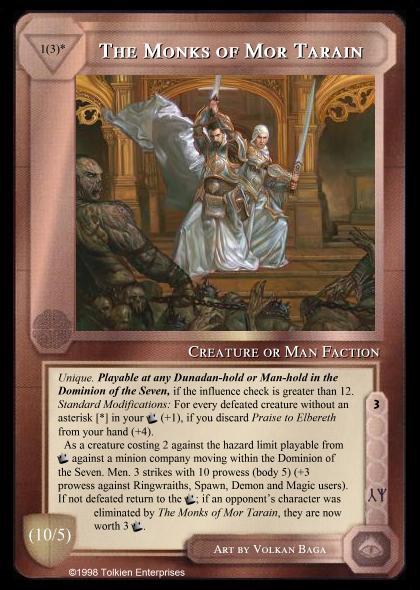 1(3)*
THE MONKS OF MOR TARAIN
CREATURE OR MAN FACTION
Unique. Playable at any Dunadan-hold or Man-hold in the
Dominion of the Seven, if the influence check is greater than 12.
Standard Modifications: For every defeated creature without an
asterisk [*] in your (+1), if you discard Praise to Elbereth
from your hand (+4).
As a creature costing 2 against the hazard limit playable from
against a minion company moving within the Dominion of
the Seven. Men. 3 strikes with 10 prowess (body 5) (+3
prowess against Ringwraiths, Spawn, Demon and Magic users).
If not defeated return to the ; if an opponent's character was
eliminated by The Monks of Mor Tarain, they are now
worth 3 .
3
(10/5)
ART BY VOLKAN BAGA
©1998 Tolkien Enterprises